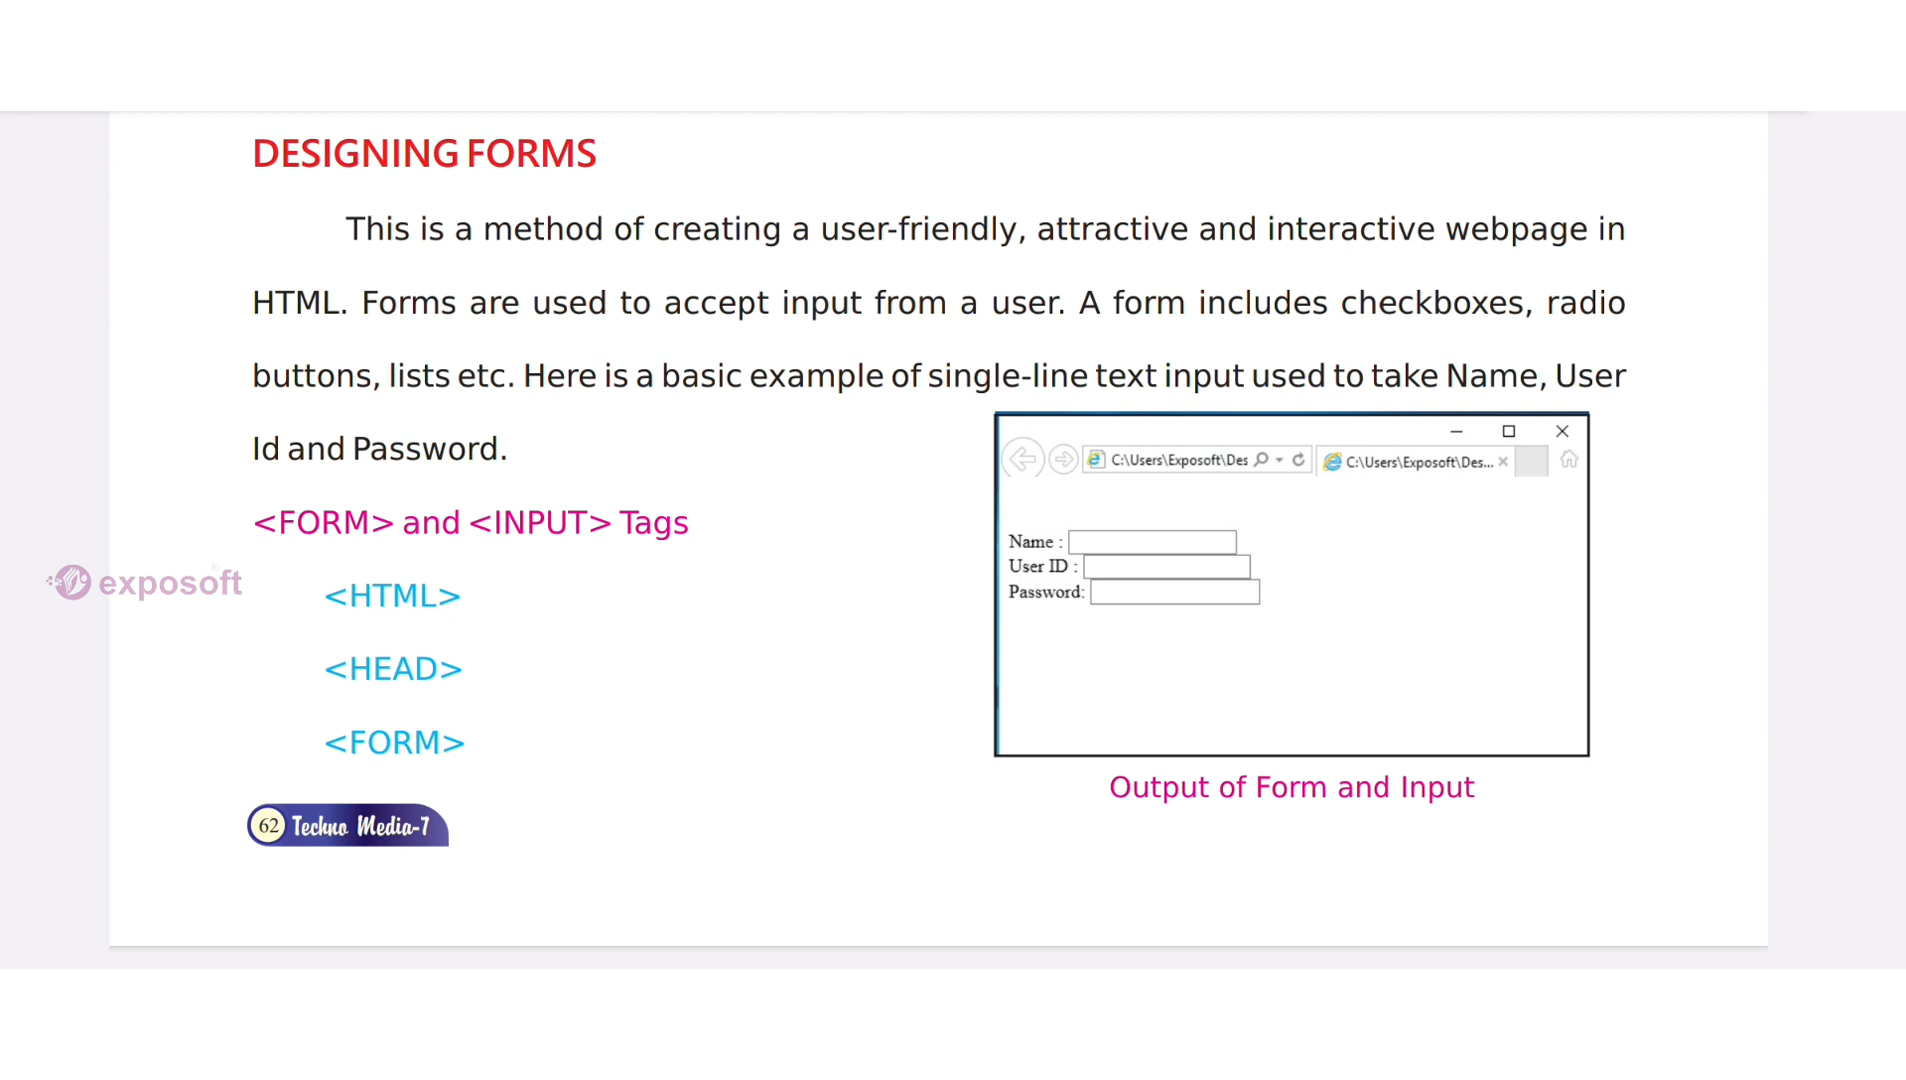 DESIGNING FORMS
This is a method of creating a user-friendly, attractive and interactive webpage in
HTML. Forms are used to accept input from a user. A form includes checkboxes, radio
buttons, lists etc. Here is a basic example of single-line text input used to take Name, User
Id and Password.
<FORM> and <INPUT> Tags
<HTML>
<HEAD>
<FORM>
C:\Users\Exposoft\Des
C:\Users\Exposoft\Des...
Name :
User ID :
Password:
Output of Form and Input
exposoft
62 Techno Media-7